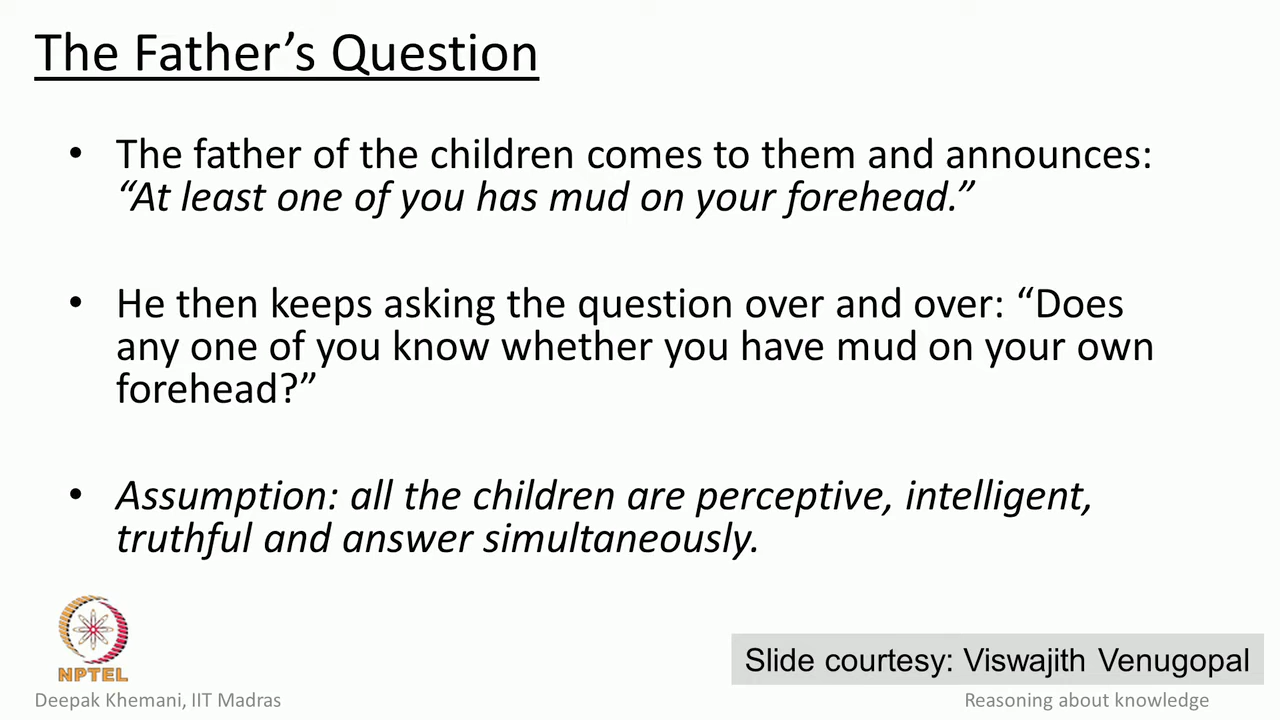 The Father’s Question
• The father of the children comes to them and announces:
“At least one of you has mud on your forehead.”
• He then keeps asking the question over and over: “Does
any one of you know whether you have mud on your own
forehead?”
• Assumption: all the children are perceptive, intelligent,
truthful and answer simultaneously.
NPTEL
Slide courtesy: Viswajith Venugopal
Deepak Khemani, IIT Madras
Reasoning about knowledge